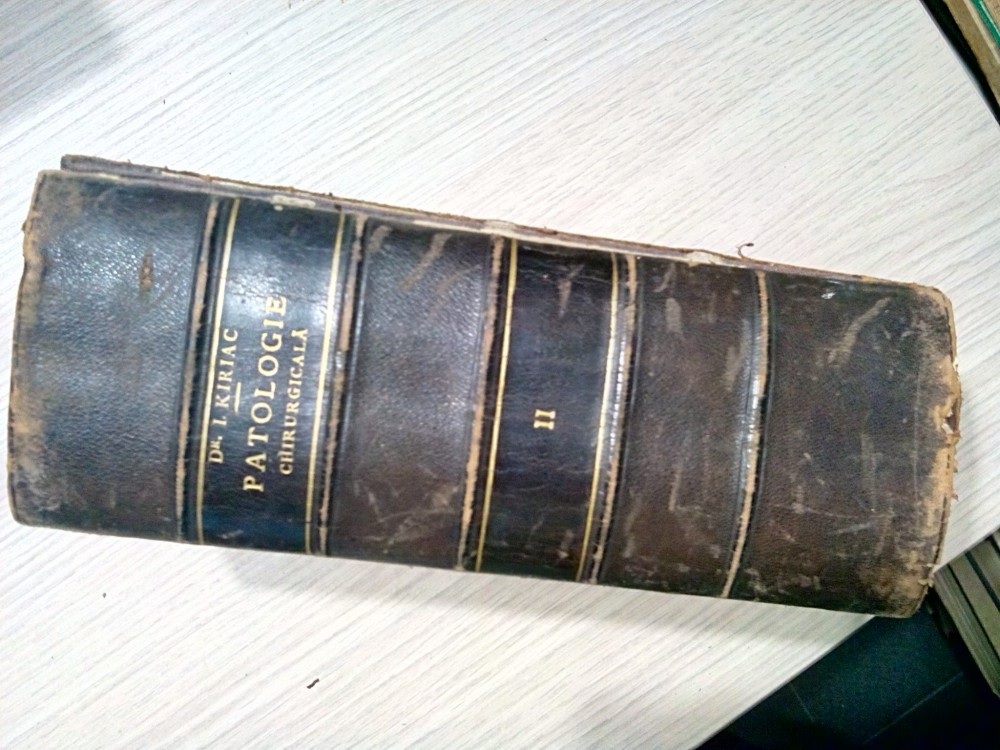 DR. I. KIRIAC
PATOLOGIE
CHIRURGICALĂ
II